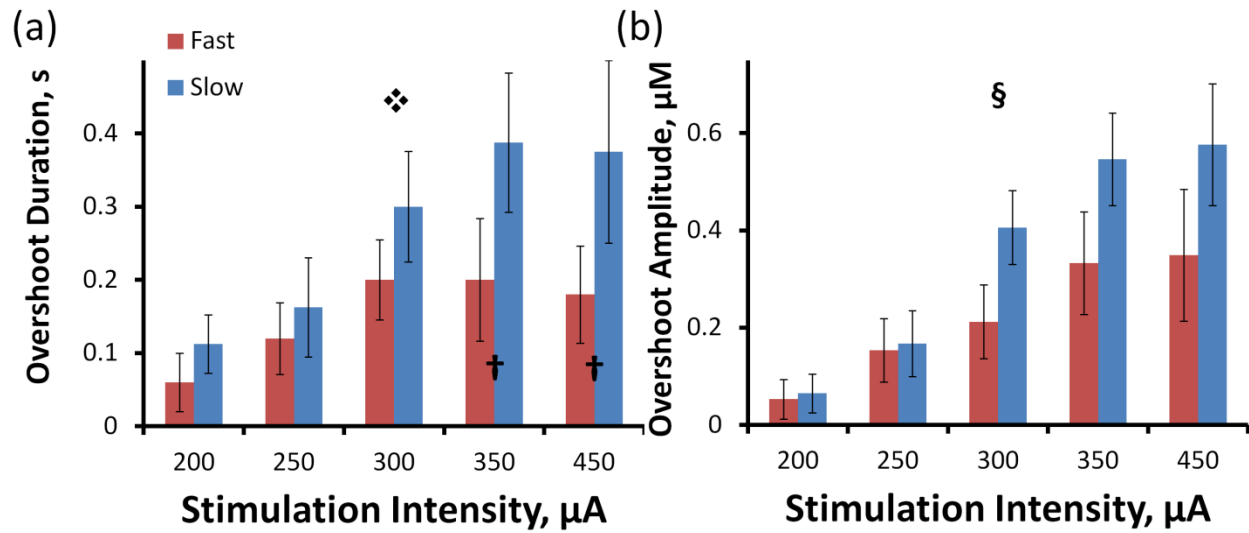 (a)
Fast
Slow
Overshoot Duration, s
0.4
0.3
0.2
0.1
0
❖
†
†
200 250 300 350 450
Stimulation Intensity, µA
(b)
Overshoot Amplitude, µM
0.6
0.4
0.2
0
§
200 250 300 350 450
Stimulation Intensity, µA